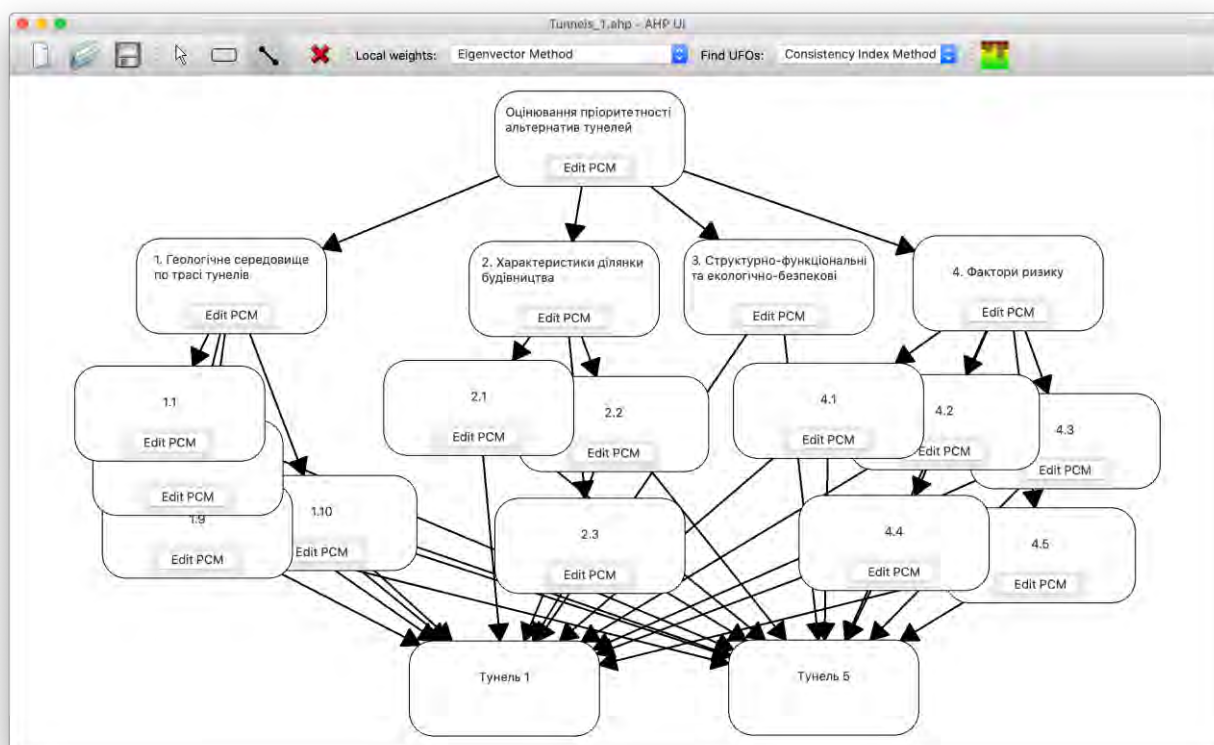 Tunnels_1.ahp - AHP UI
Local weights: Eigenvector Method Find UFOs: Consistency Index Method
Оцінювання пріоритетності
альтернатив тунелей
Edit PCM
1. Геологічне середовище
по трасі тунелів
Edit PCM
2. Характеристики ділянки
будівництва
Edit PCM
3. Структурно-функціональні
та екологічно-безпекові
Edit PCM
4. Фактори ризику
Edit PCM
1.1
Edit PCM
Edit PCM
1.9
Edit PCM
1.10
Edit PCM
2.1
Edit PCM
2.2
Edit PCM
2.3
Edit PCM
4.1
Edit PCM
4.2
Edit PCM
4.3
Edit PCM
4.4
Edit PCM
4.5
Edit PCM
Тунель 1
Тунель 5